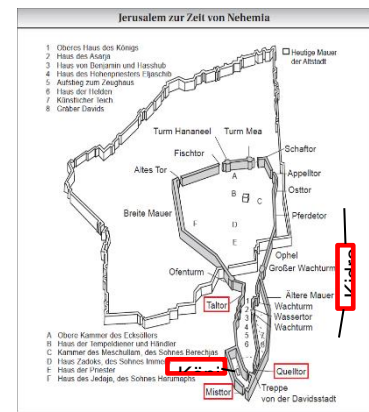 Jerusalem zur Zeit von Nehemia
1 Oberes Haus des Königs
2 Haus des Asarja
3 Haus von Benjamin und Hasshub
4 Haus des Hohenpriesters Eljaschib
5 Aufstieg zum Zeughaus
6 Haus der Helden
7 Künstlicher Teich
8 Gräber Davids
Heutige Mauer
der Altstadt
Turm Hananeel Turm Mea
Fischtor
Schaftor
Altes Tor
Appelltor
Osttor
Pferdetor
Breite Mauer
A
B
C
D
E
F
Ophel
Großer Wachturm
Ofenturm
Taltor
Ältere Mauer
Wachturm
Wassertor
Wachturm
1
2
3
4
5
6
7
8
Quelltor
Misttor
Treppe
von der Davidsstadt
A Obere Kammer des Ecksöllers
B Haus der Tempeldiener und Händler
C Kammer des Meschullam, des Sohnes Berechjas
D Haus Zadoks, des Sohnes Imme
E Haus der Priester
F Haus des Jedaja, des Sohnes Harumaphs